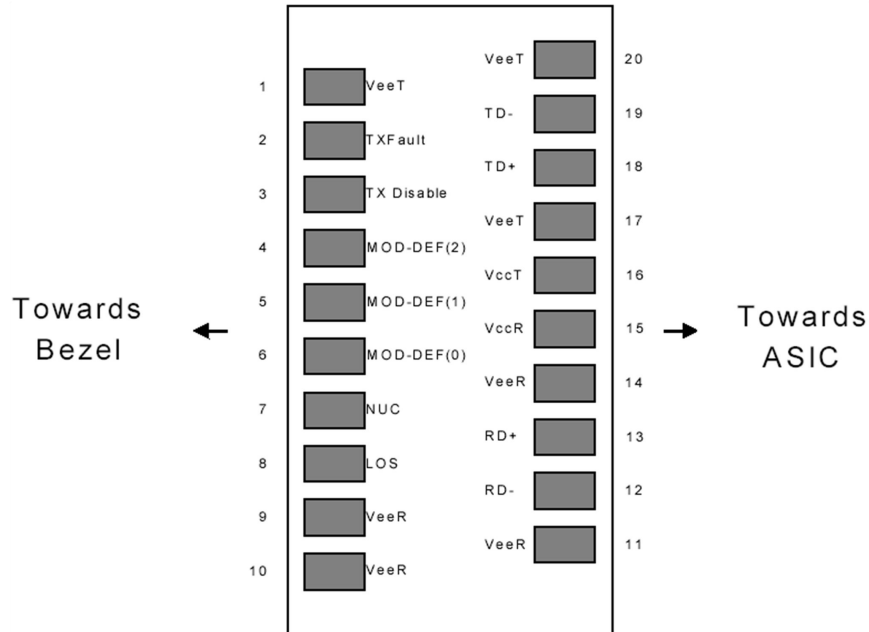 VeeT 20
1 VeeT
TD- 19
2 TXFault
TD+ 18
3 TX Disable
VeeT 17
4 MOD-DEF(2)
VccT 16
5 MOD-DEF(1)
Towards
Bezel
VccR 15
Towards
ASIC
6 MOD-DEF(0)
VeeR 14
7 NUC
RD+ 13
8 LOS
RD- 12
9 VeeR
VeeR 11
10 VeeR